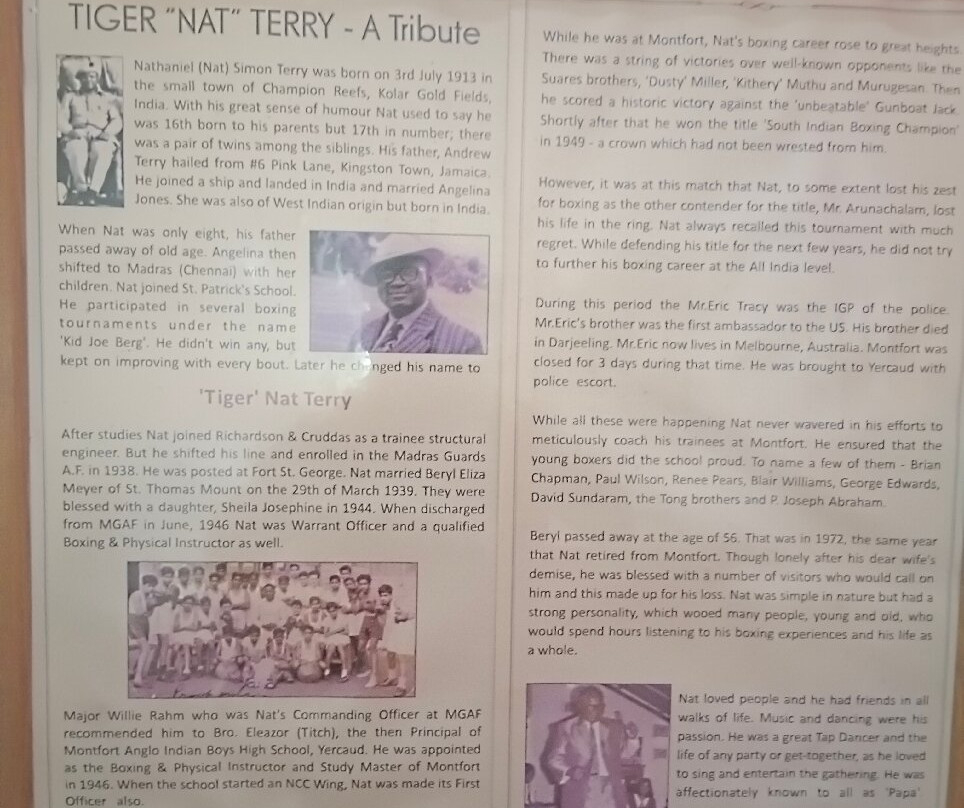 TIGER "NAT" TERRY - A Tribute
Nathaniel (Nat) Simon Terry was born on 3rd July 1913 in
the small town of Champion Reefs, Kolar Gold Fields,
India. With his great sense of humour Nat used to say he
was 16th born to his parents but 17th in number; there
was a pair of twins among the siblings. His father, Andrew
Terry hailed from #6 Pink Lane, Kingston Town, Jamaica.
He joined a ship and landed in India and married Angelina
Jones. She was also of West Indian origin but born in India.
When Nat was only eight, his father
passed away of old age. Angelina then
shifted to Madras (Chennai) with her
children. Nat joined St. Patrick's School.
He participated in several boxing
tournaments under the name
'Kid Joe Berg'. He didn't win any, but
kept on improving with every bout. Later he changed his name to
'Tiger' Nat Terry
After studies Nat joined Richardson & Cruddas as a trainee structural
engineer. But he shifted his line and enrolled in the Madras Guards
A.F. in 1938. He was posted at Fort St. George. Nat married Beryl Eliza
Meyer of St. Thomas Mount on the 29th of March 1939. They were
blessed with a daughter, Sheila Josephine in 1944. When discharged
from MGAF in June, 1946 Nat was Warrant Officer and a qualified
Boxing & Physical Instructor as well.
Major Willie Rahm who was Nat's Commanding Officer at MGAF
recommended him to Bro. Eleazor (Titch), the then Principal of
Montfort Anglo Indian Boys High School, Yercaud. He was appointed
as the Boxing & Physical Instructor and Study Master of Montfort
in 1946. When the school started an NCC Wing, Nat was made its First
Officer also.
While he was at Montfort, Nat's boxing career rose to great heights.
There was a string of victories over well-known opponents like the
Suares brothers, 'Dusty' Miller, 'Kithery' Muthu and Murugesan. Then
he scored a historic victory against the 'unbeatable' Gunboat Jack.
Shortly after that he won the title 'South Indian Boxing Champion'
in 1949 - a crown which had not been wrested from him.
However, it was at this match that Nat, to some extent lost his zest
for boxing as the other contender for the title, Mr. Arunachalam, lost
his life in the ring. Nat always recalled this tournament with much
regret. While defending his title for the next few years, he did not try
to further his boxing career at the All India level.
During this period the Mr.Eric Tracy was the IGP of the police.
Mr.Eric's brother was the first ambassador to the US. His brother died
in Darjeeling. Mr.Eric now lives in Melbourne, Australia. Montfort was
closed for 3 days during that time. He was brought to Yercaud with
police escort.
While all these were happening Nat never wavered in his efforts to
meticulously coach his trainees at Montfort. He ensured that the
young boxers did the school proud. To name a few of them - Brian
Chapman, Paul Wilson, Renee Pears, Blair Williams, George Edwards,
David Sundaram, the Tong brothers and P. Joseph Abraham.
Beryl passed away at the age of 56. That was in 1972, the same year
that Nat retired from Montfort. Though lonely after his dear wife's
demise, he was blessed with a number of visitors who would call on
him and this made up for his loss. Nat was simple in nature but had a
strong personality, which wooed many people, young and old, who
would spend hours listening to his boxing experiences and his life as
a whole.
Nat loved people and he had friends in all
walks of life. Music and dancing were his
passion. He was a great Tap Dancer and the
life of any party or get-together, as he loved
to sing and entertain the gathering. He was
affectionately known to all as 'Papa'